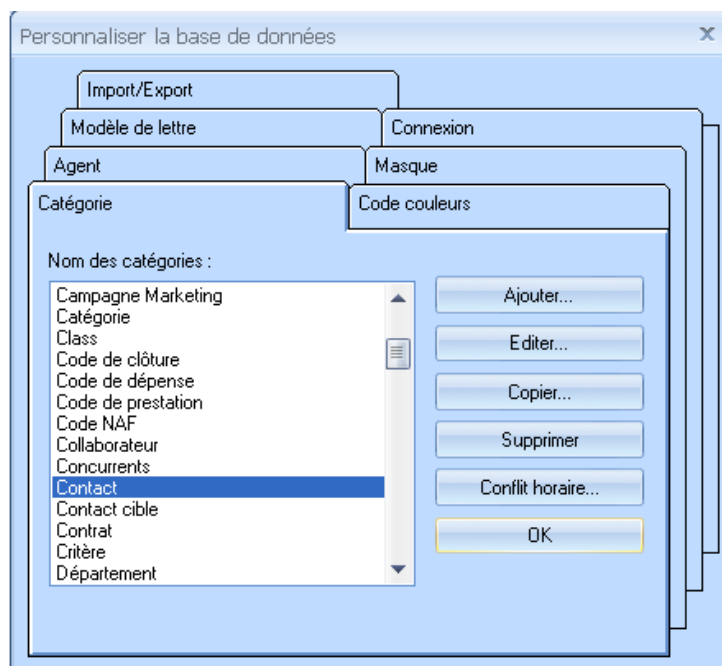 Personnaliser la base de données
Import/Export
Modèle de lettre
Connexion
Agent
Masque
Catégorie
Code couleurs
Nom des catégories :
Campagne Marketing
Catégorie
Class
Code de clôture
Code de dépense
Code de prestation
Code NAF
Collaborateur
Concurrents
Contact
Contact cible
Contrat
Critère
Département
Ajouter...
Editer...
Copier...
Supprimer
Conflit horaire...
OK